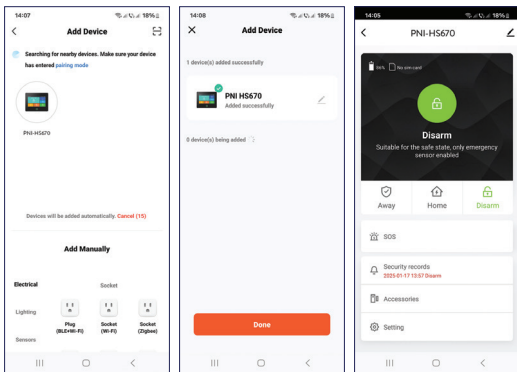 14:07
18%
Add Device
Searching for nearby devices. Make sure your device
has entered pairing mode
PNI-HS670
Devices will be added automatically. Cancel (15)
Add Manually
Electrical
Socket
Lighting
Plug
(BLE+Wi-Fi)
Socket
(Wi-Fi)
Socket
(Zigbee)
Sensors
14:08
18%
Add Device
1 device(s) added successfully
PNI HS670
Added successfully
0 device(s) being added
Done
14:05
18%
PNI-HS670
No sim card
Disarm
Suitable for the safe state, only emergency
sensor enabled
Away
Home
Disarm
SOS
Security records
2025-01-17 13:57 Disarm
Accessories
Setting